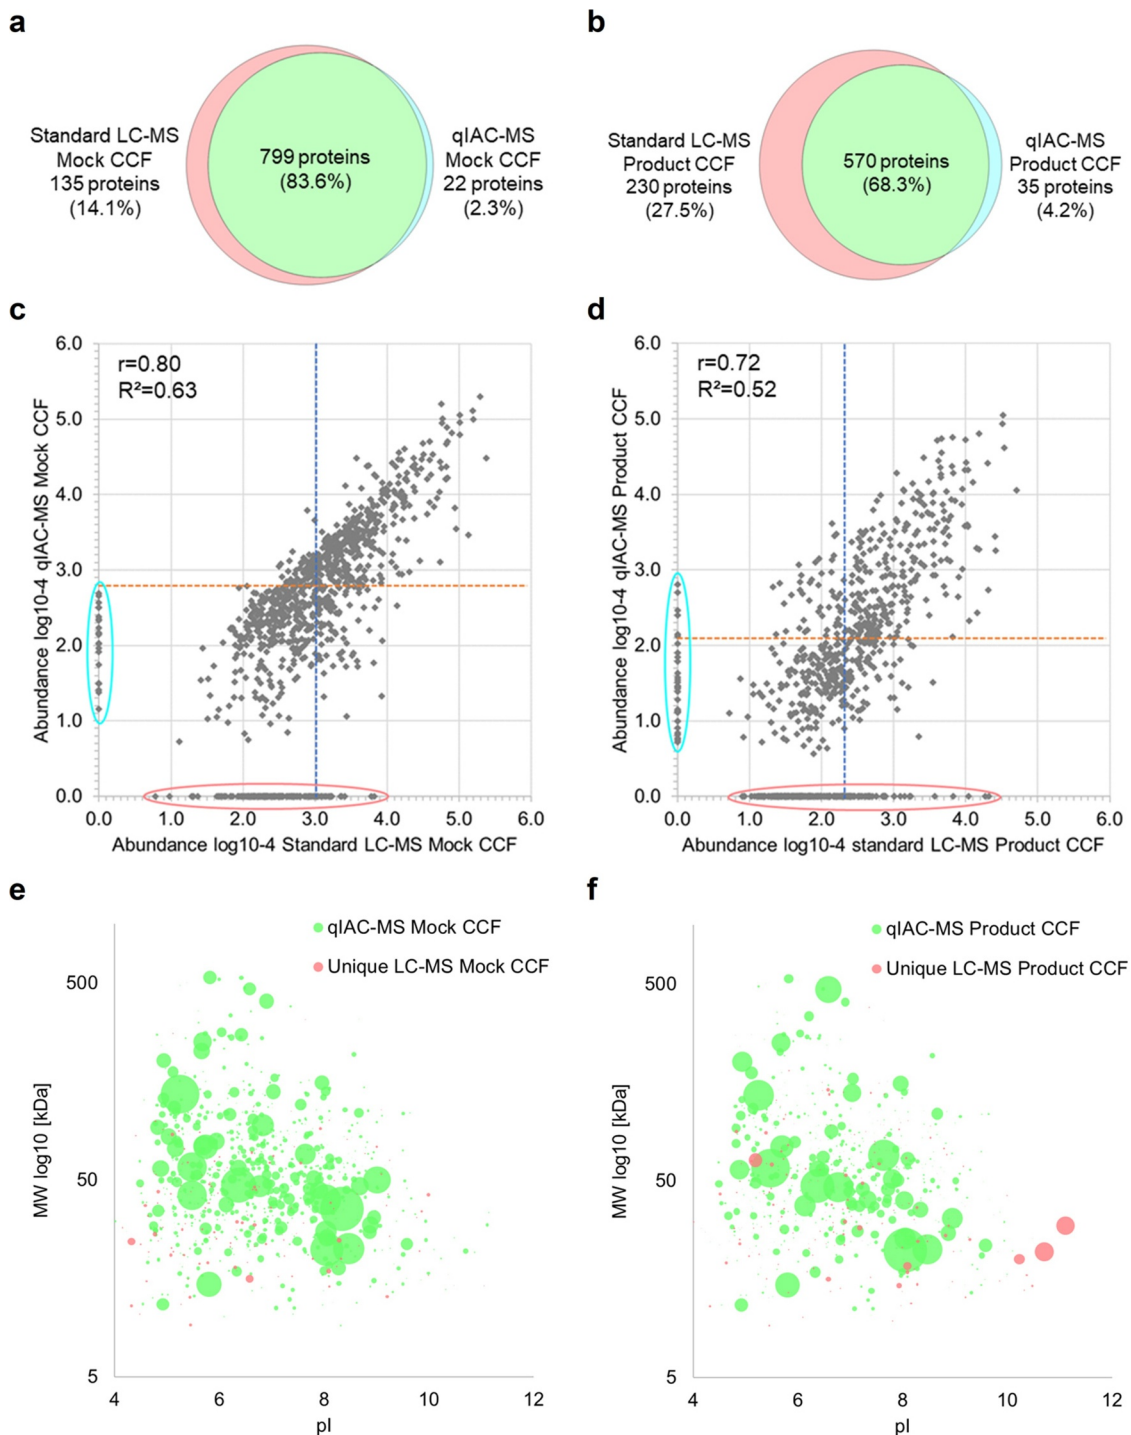 a
Standard LC-MS
Mock CCF
135 proteins
(14.1%)
799 proteins
(83.6%)
qIAC-MS
Mock CCF
22 proteins
(2.3%)
b
Standard LC-MS
Product CCF
230 proteins
(27.5%)
570 proteins
(68.3%)
qIAC-MS
Product CCF
35 proteins
(4.2%)
c
r=0.80
R²=0.63
Abundance log10-4 qIAC-MS Mock CCF
6.0
5.0
4.0
3.0
2.0
1.0
0.0
0.0 1.0 2.0 3.0 4.0 5.0 6.0
Abundance log10-4 Standard LC-MS Mock CCF
d
r=0.72
R²=0.52
Abundance log10-4 qIAC-MS Product CCF
6.0
5.0
4.0
3.0
2.0
1.0
0.0
0.0 1.0 2.0 3.0 4.0 5.0 6.0
Abundance log10-4 standard LC-MS Product CCF
e
qIAC-MS Mock CCF
Unique LC-MS Mock CCF
MW log10 [kDa]
500
50
5
4 6 8 10 12
pI
f
qIAC-MS Product CCF
Unique LC-MS Product CCF
MW log10 [kDa]
500
50
5
4 6 8 10 12
pI